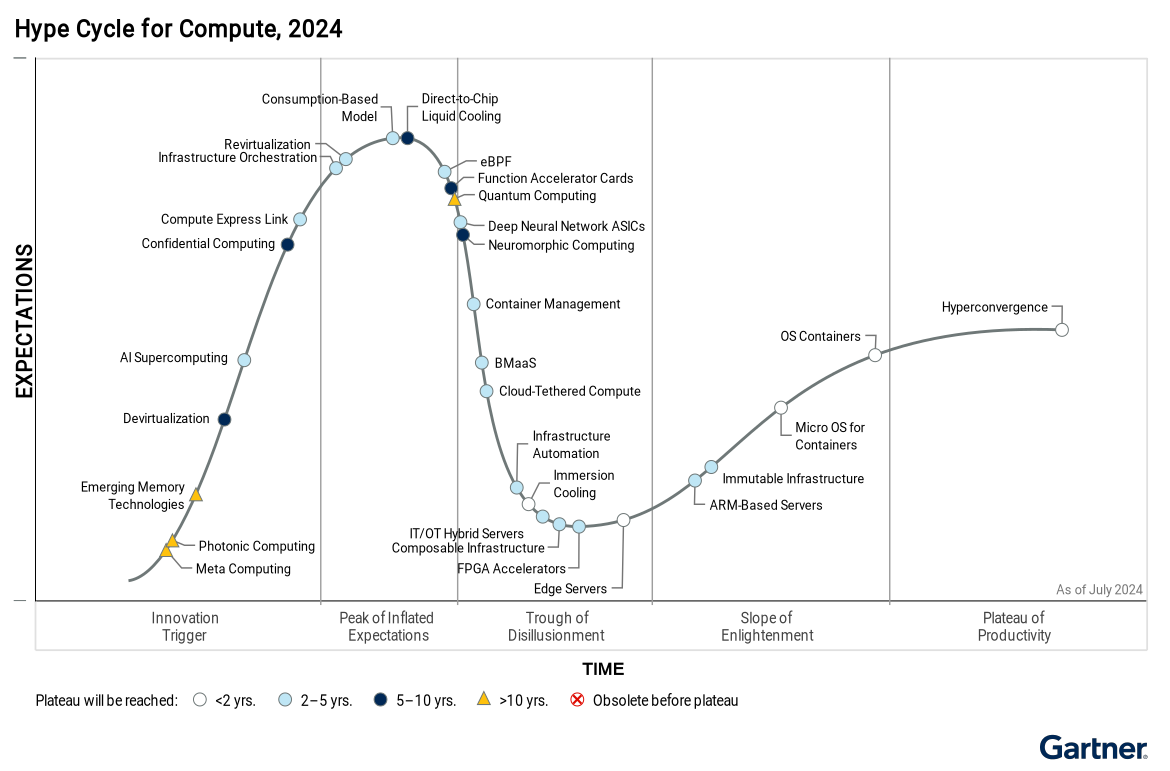 Hype Cycle for Compute, 2024
EXPECTATIONS
Consumption-Based
Model
Direct-to-Chip
Liquid Cooling
Revirtualization
Infrastructure Orchestration
eBPF
Function Accelerator Cards
Quantum Computing
Compute Express Link
Deep Neural Network ASICs
Confidential Computing
Neuromorphic Computing
Container Management
Hyperconvergence
OS Containers
AI Supercomputing
BMaaS
Cloud-Tethered Compute
Devirtualization
Micro OS for
Containers
Infrastructure
Automation
Immersion
Cooling
Immutable Infrastructure
Emerging Memory
Technologies
ARM-Based Servers
IT/OT Hybrid Servers
Composable Infrastructure
Photonic Computing
Meta Computing
FPGA Accelerators
Edge Servers
As of July 2024
Innovation
Trigger
Peak of Inflated
Expectations
Trough of
Disillusionment
Slope of
Enlightenment
Plateau of
Productivity
TIME
Plateau will be reached: <2 yrs. 2–5 yrs. 5–10 yrs. >10 yrs. Obsolete before plateau
Gartner®